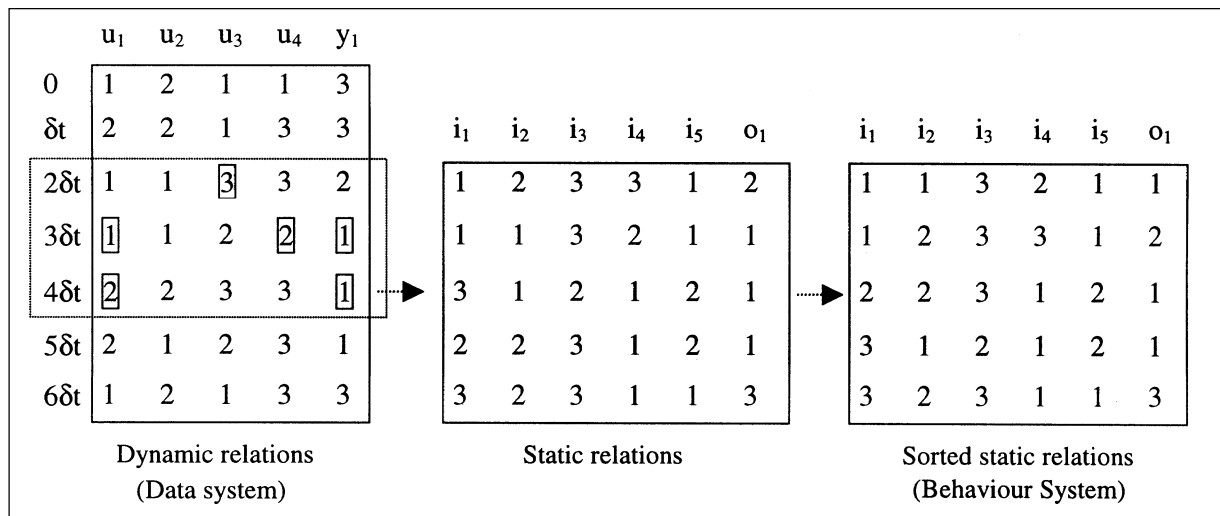 u₁ u₂ u₃ u₄ y₁
0 1 2 1 1 3
δt 2 2 1 3 3
2δt 1 1 3 3 2
3δt 1 1 2 2 1
4δt 2 2 3 3 1
5δt 2 1 2 3 1
6δt 1 2 1 3 3
Dynamic relations
(Data system)
i₁ i₂ i₃ i₄ i₅ o₁
1 2 3 3 1 2
1 1 3 2 1 1
3 1 2 1 2 1
2 2 3 1 2 1
3 2 3 1 1 3
Static relations
i₁ i₂ i₃ i₄ i₅ o₁
1 1 3 2 1 1
1 2 3 3 1 2
2 2 3 1 2 1
3 1 2 1 2 1
3 2 3 1 1 3
Sorted static relations
(Behaviour System)